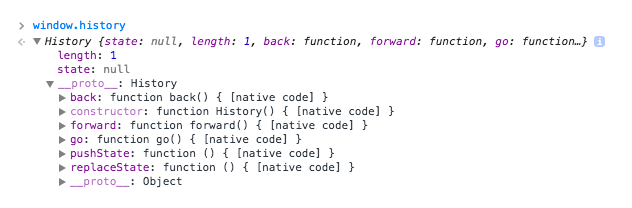 window.history
History {state: null, length: 1, back: function, forward: function, go: function…}
length: 1
state: null
__proto__: History
back: function back() { [native code] }
constructor: function History() { [native code] }
forward: function forward() { [native code] }
go: function go() { [native code] }
pushState: function () { [native code] }
replaceState: function () { [native code] }
__proto__: Object